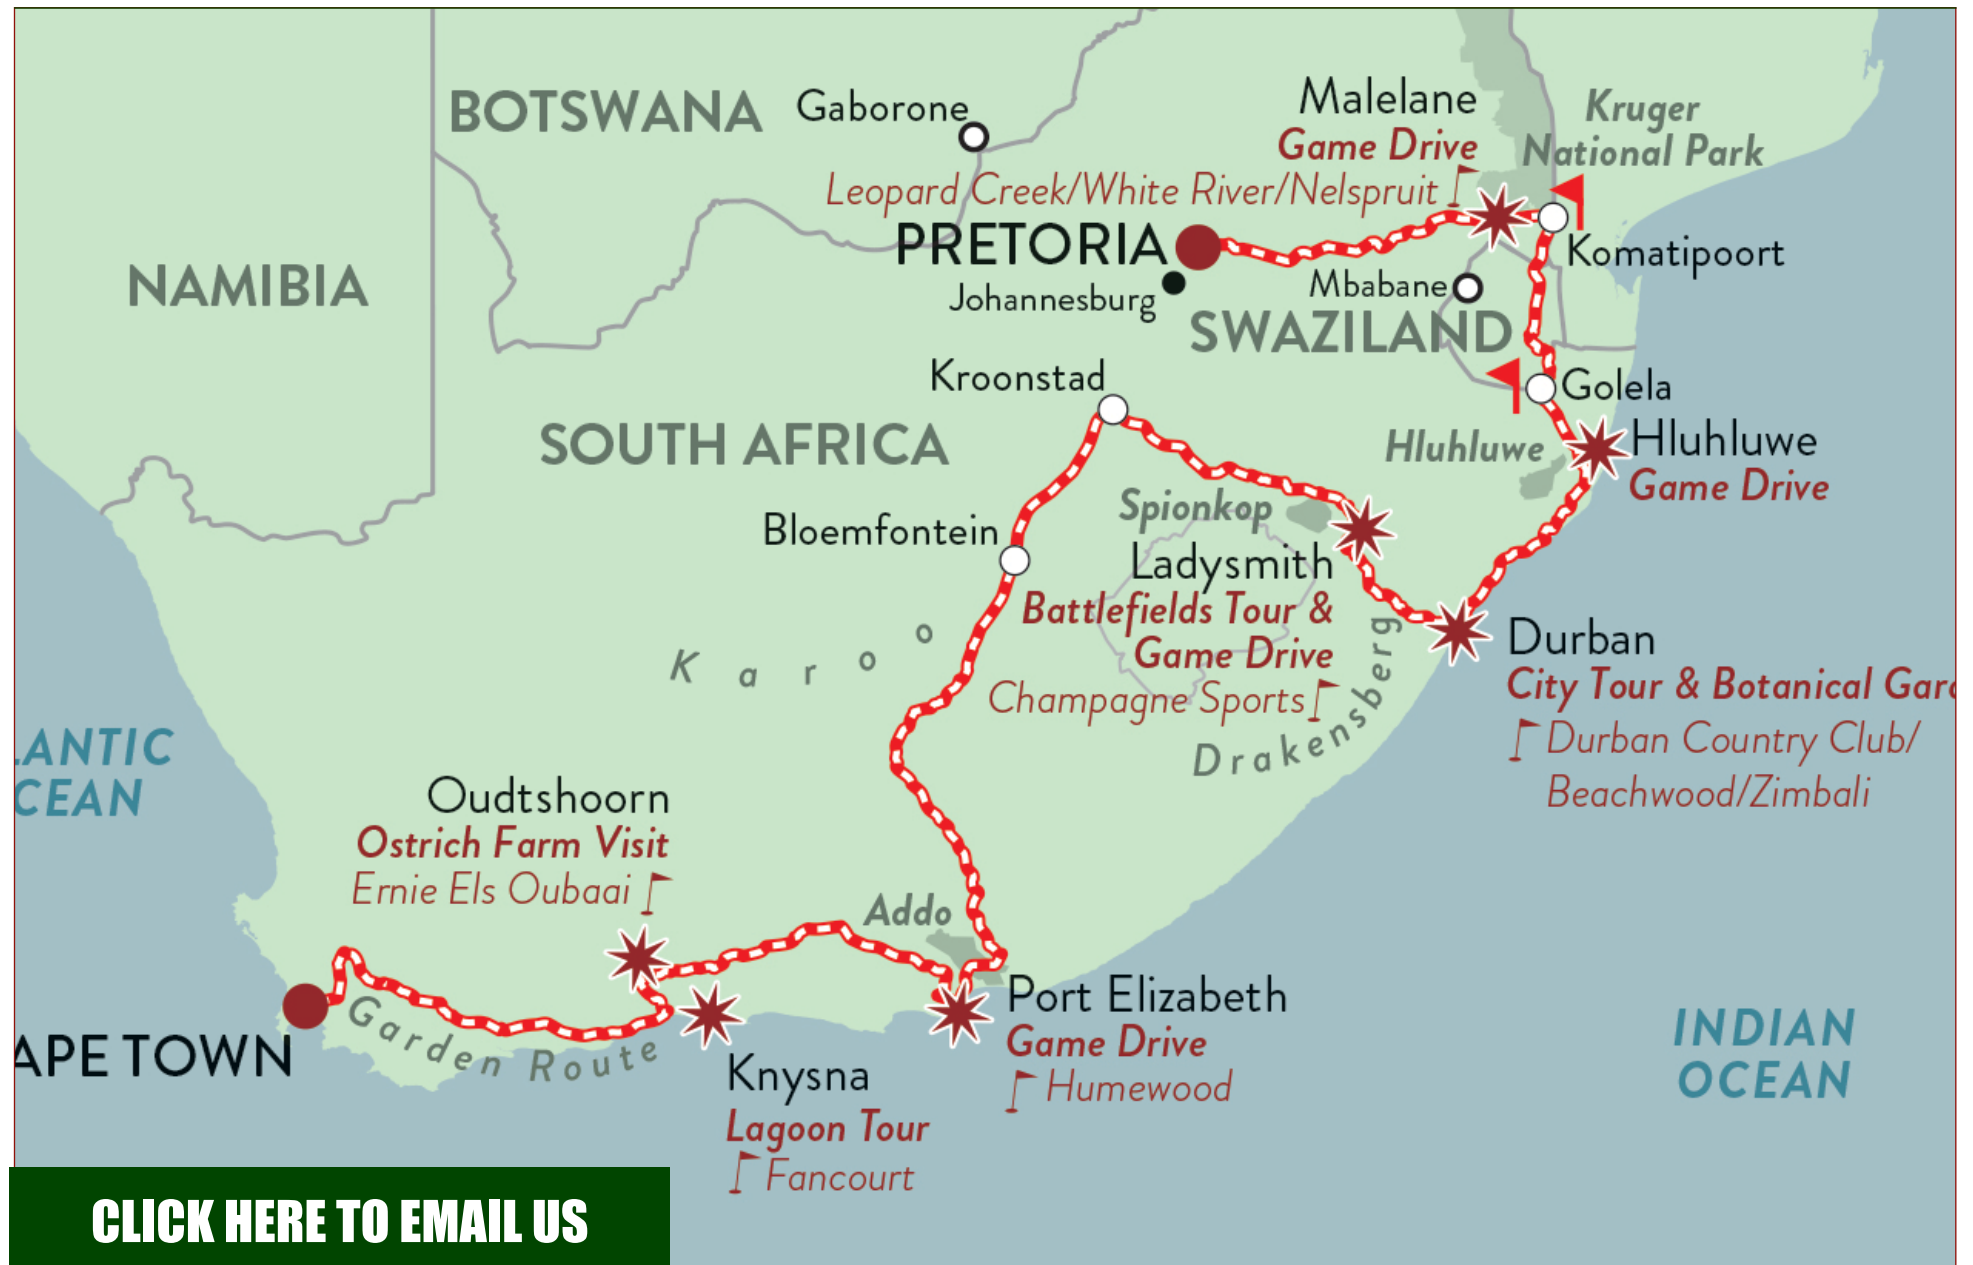 BOTSWANA
Gaborone
Malelane
Game Drive
Leopard Creek/White River/Nelspruit
Kruger
National Park
PRETORIA
Johannesburg
Komatipoort
Mbabane
SWAZILAND
NAMIBIA
Kroonstad
Golela
SOUTH AFRICA
Hluhluwe
Hluhluwe
Game Drive
Spionkop
Bloemfontein
Ladysmith
Battlefields Tour &
Game Drive
Champagne Sports
Karoo
Drakensberg
Durban
City Tour & Botanical Gard
Durban Country Club/
Beachwood/Zimbali
LANTIC
CEAN
Oudtshoorn
Ostrich Farm Visit
Ernie Els Oubaai
Addo
Port Elizabeth
Game Drive
Humewood
Garden Route
APE TOWN
Knysna
Lagoon Tour
Fancourt
INDIAN
OCEAN
CLICK HERE TO EMAIL US